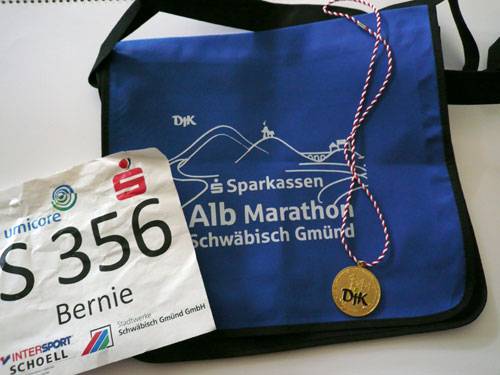 DJK
Sparkassen
Alb Marathon
Schwäbisch Gmünd
DJK
umicore
S 356
Bernie
INTERSPORT
SCHOELL
Stadtwerke
Schwäbisch Gmünd GmbH